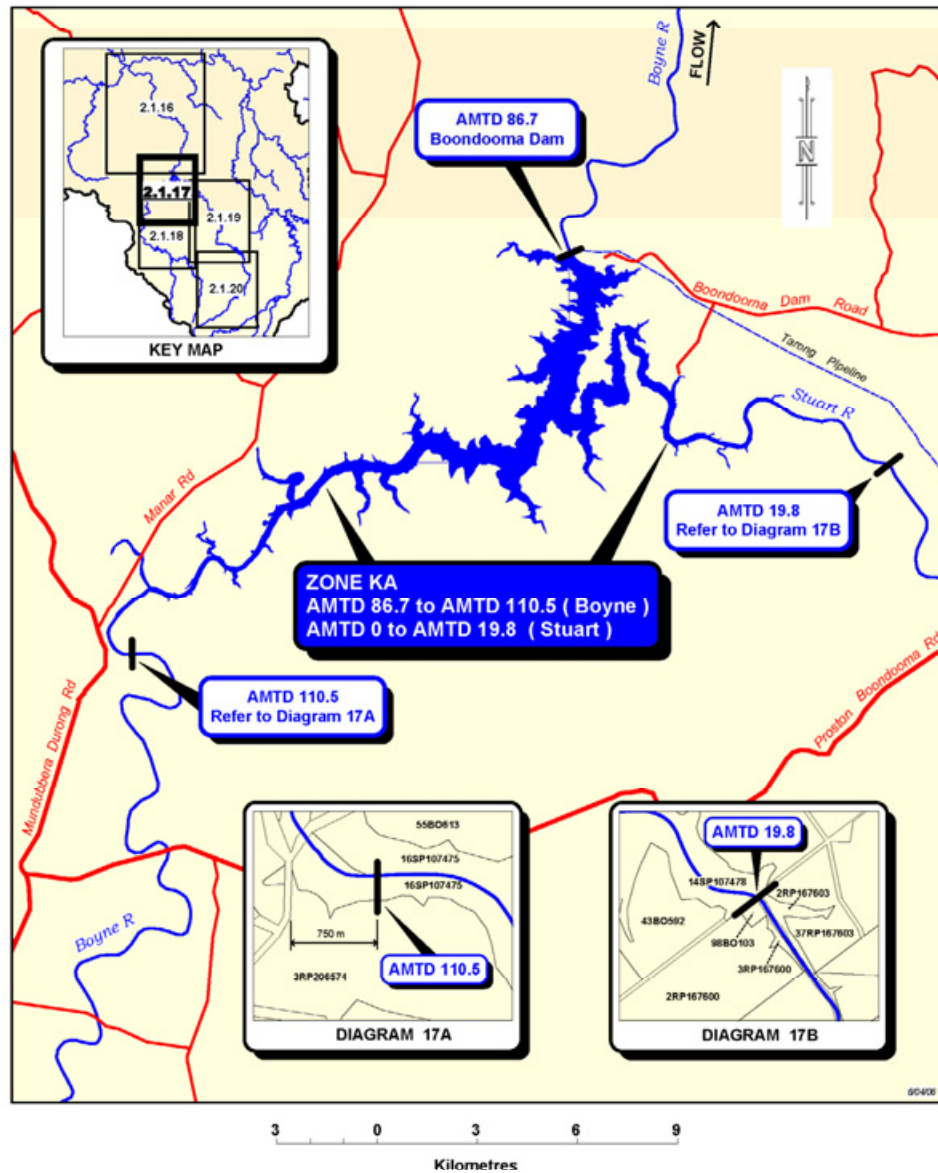 Boyne R
FLOW
2.1.16
2.1.17
2.1.18
2.1.19
2.1.20
KEY MAP
AMTD 86.7
Boondooma Dam
N
Boondooma Dam Road
Tarong Pipeline
Stuart R
Manar Rd
AMTD 19.8
Refer to Diagram 17B
ZONE KA
AMTD 86.7 to AMTD 110.5 ( Boyne )
AMTD 0 to AMTD 19.8 ( Stuart )
AMTD 110.5
Refer to Diagram 17A
Mundubbera Durong Rd
Proston Boondooma Rd
Boyne R
55BO613
16SP107475
16SP107475
750 m
3RP206571
AMTD 110.5
DIAGRAM 17A
AMTD 19.8
14SP107478
2RP167603
43BO592
98BO103
37RP167603
3RP167600
2RP167600
DIAGRAM 17B
6/04/06
3 0 3 6 9
Kilometres